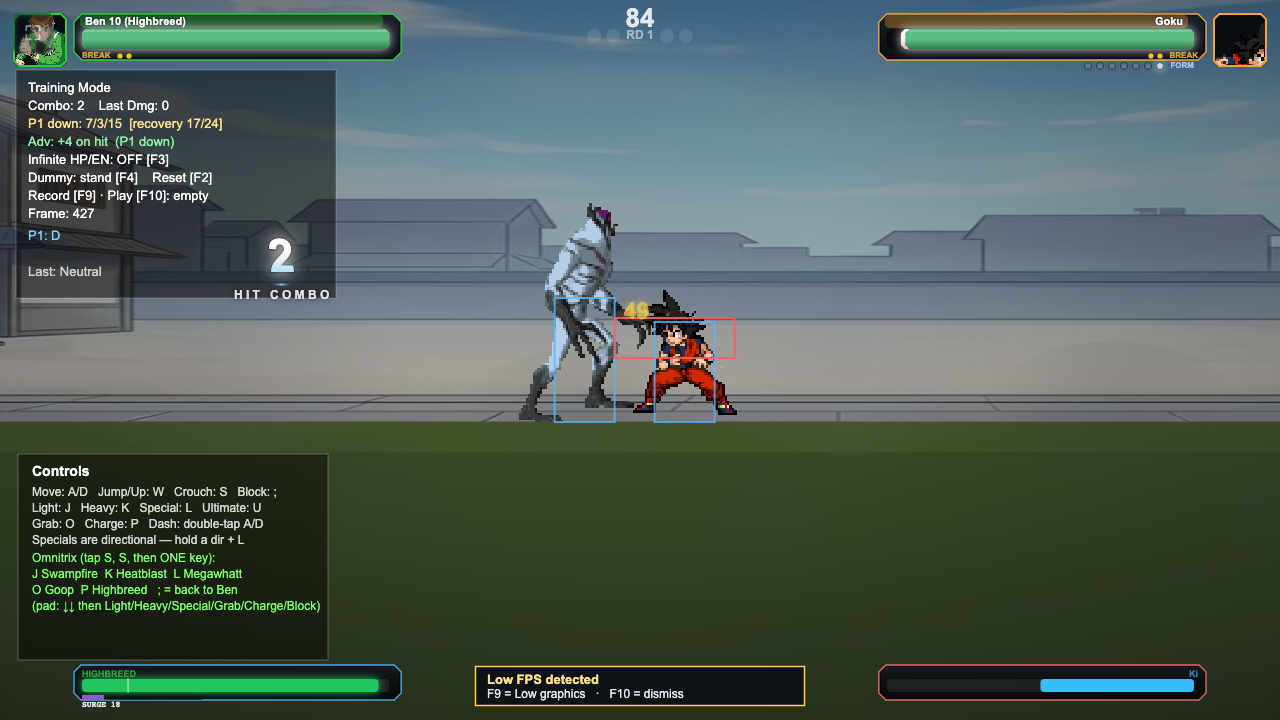 Ben 10 (Highbreed)
BREAK
84
RD 1
Goku
BREAK
FORM
Training Mode
Combo: 2    Last Dmg: 0
P1 down: 7/3/15  [recovery 17/24]
Adv: +4 on hit  (P1 down)
Infinite HP/EN: OFF [F3]
Dummy: stand [F4]    Reset [F2]
Record [F9] · Play [F10]: empty
Frame: 427
P1: D
Last: Neutral
2
HIT COMBO
49
Controls
Move: A/D   Jump/Up: W   Crouch: S   Block: ;
Light: J   Heavy: K   Special: L   Ultimate: U
Grab: O   Charge: P   Dash: double-tap A/D
Specials are directional — hold a dir + L
Omnitrix (tap S, S, then ONE key):
J Swampfire  K Heatblast  L Megawhatt
O Goop  P Highbreed   ; = back to Ben
(pad: ↓↓ then Light/Heavy/Special/Grab/Charge/Block)
HIGHBREED
SURGE 18
Low FPS detected
F9 = Low graphics   ·   F10 = dismiss
Ki